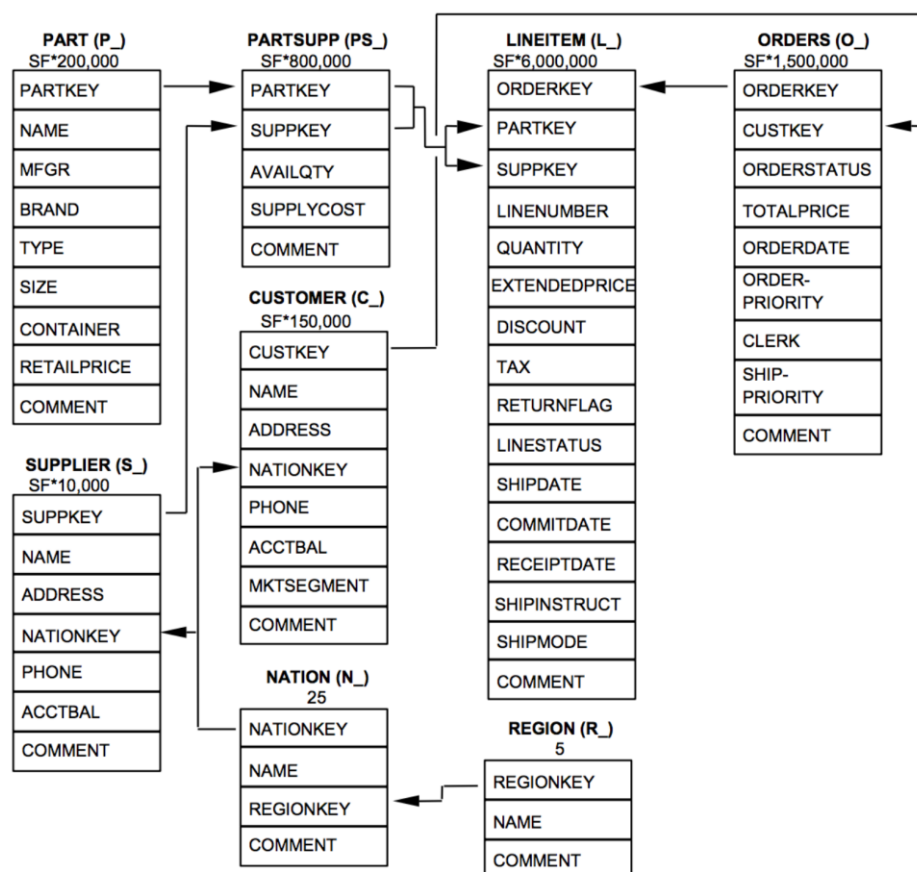 PART (P_)
SF*200,000
PARTKEY
NAME
MFGR
BRAND
TYPE
SIZE
CONTAINER
RETAILPRICE
COMMENT
SUPPLIER (S_)
SF*10,000
SUPPKEY
NAME
ADDRESS
NATIONKEY
PHONE
ACCTBAL
COMMENT
PARTSUPP (PS_)
SF*800,000
PARTKEY
SUPPKEY
AVAILQTY
SUPPLYCOST
COMMENT
CUSTOMER (C_)
SF*150,000
CUSTKEY
NAME
ADDRESS
NATIONKEY
PHONE
ACCTBAL
MKTSEGMENT
COMMENT
NATION (N_)
25
NATIONKEY
NAME
REGIONKEY
COMMENT
LINEITEM (L_)
SF*6,000,000
ORDERKEY
PARTKEY
SUPPKEY
LINENUMBER
QUANTITY
EXTENDEDPRICE
DISCOUNT
TAX
RETURNFLAG
LINESTATUS
SHIPDATE
COMMITDATE
RECEIPTDATE
SHIPINSTRUCT
SHIPMODE
COMMENT
REGION (R_)
5
REGIONKEY
NAME
COMMENT
ORDERS (O_)
SF*1,500,000
ORDERKEY
CUSTKEY
ORDERSTATUS
TOTALPRICE
ORDERDATE
ORDER-
PRIORITY
CLERK
SHIP-
PRIORITY
COMMENT